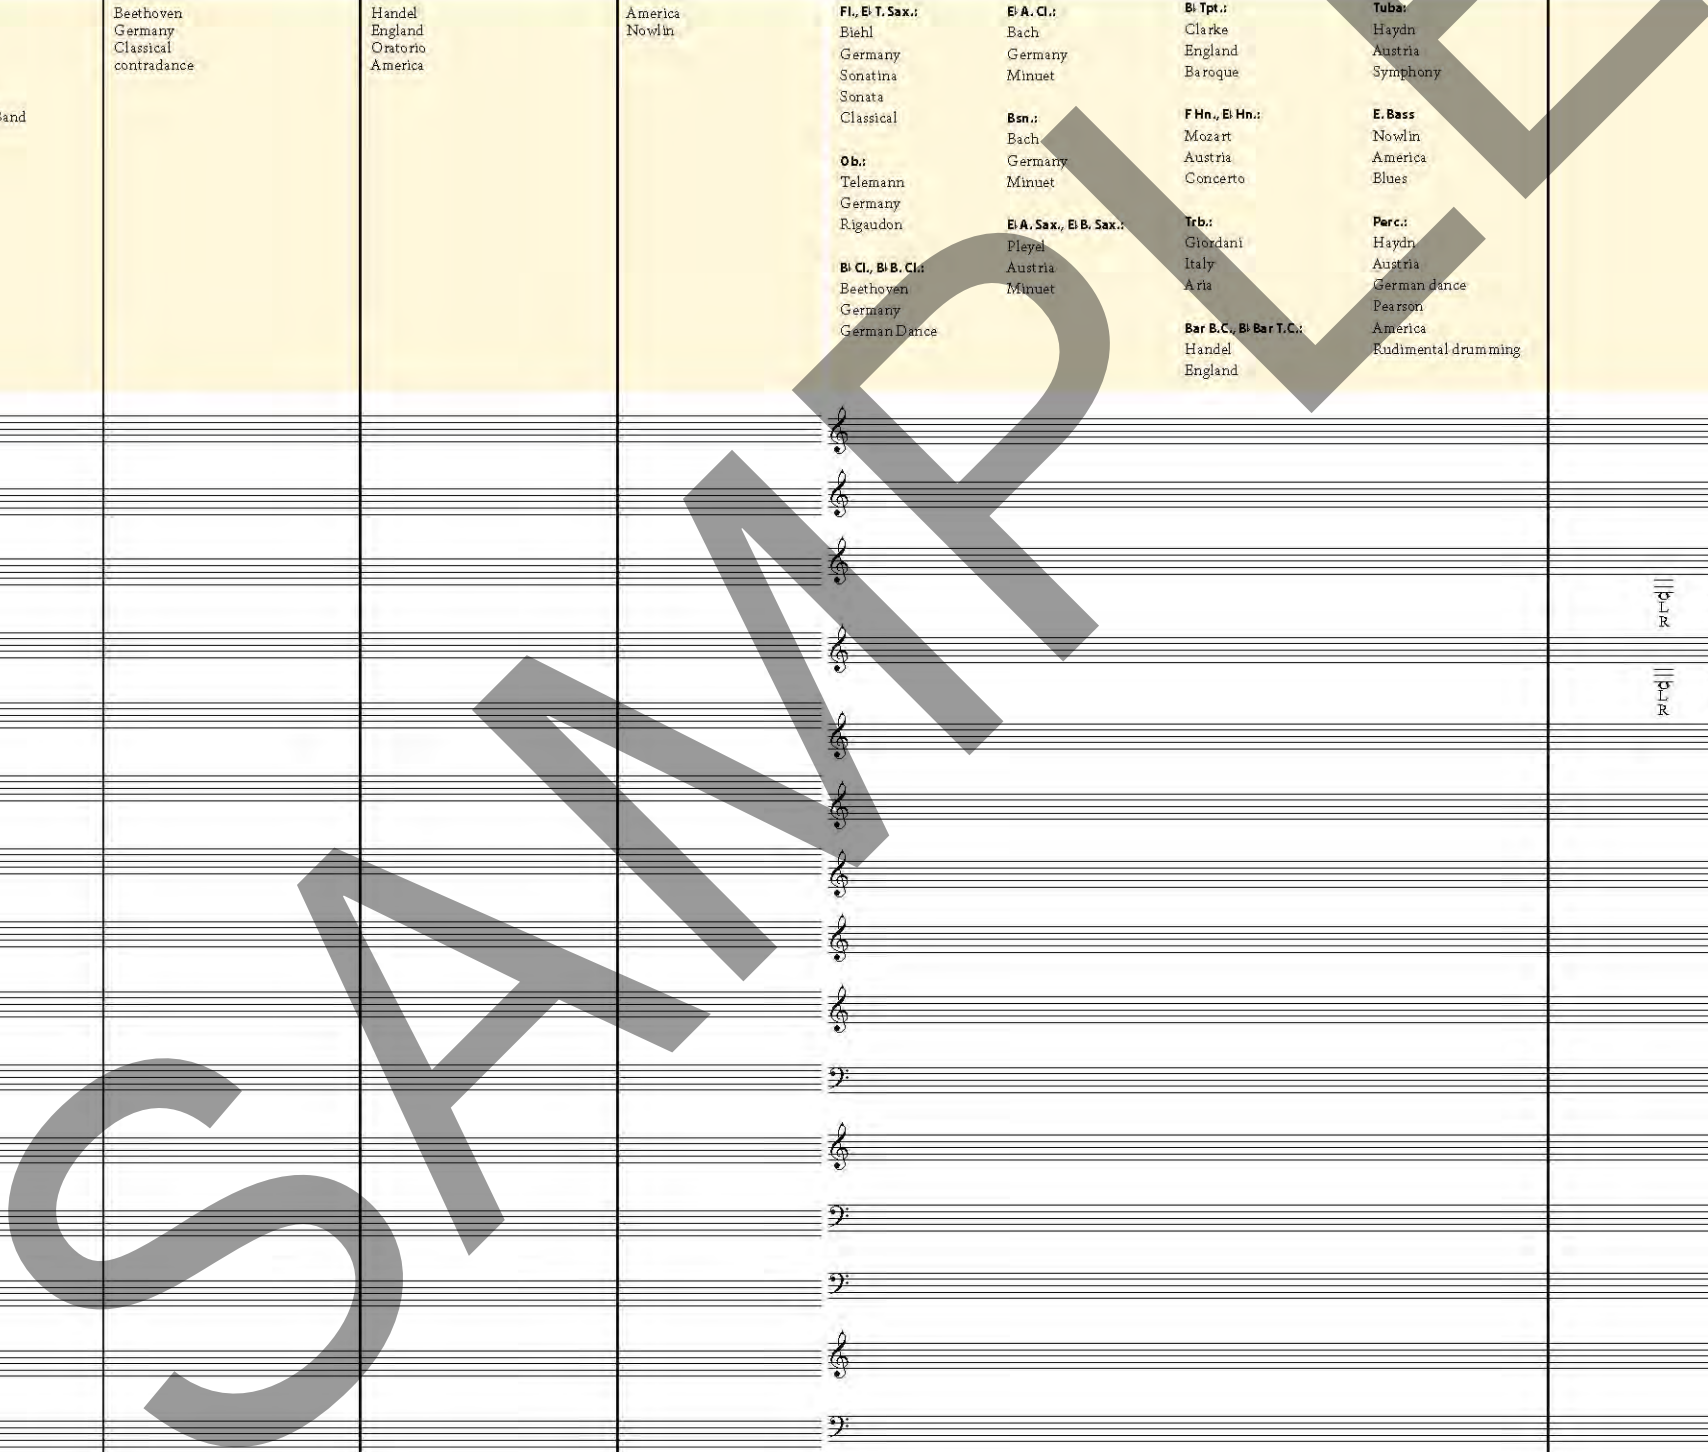 Band
Beethoven
Germany
Classical
contradance
Handel
England
Oratorio
America
America
Nowlin
Fl., E♭ T. Sax.:
Biehl
Germany
Sonatina
Sonata
Classical
Ob.:
Telemann
Germany
Rigaudon
B♭ Cl., B♭ B. Cl.:
Beethoven
Germany
German Dance
E♭ A. Cl.:
Bach
Germany
Minuet
Bsn.:
Bach
Germany
Minuet
E♭ A. Sax., E♭ B. Sax.:
Pleyel
Austria
Minuet
B♭ Tpt.:
Clarke
England
Baroque
F Hn., E♭ Hn.:
Mozart
Austria
Concerto
Trb.:
Giordani
Italy
Aria
Bar B.C., B♭ Bar T.C.:
Handel
England
Tuba:
Haydn
Austria
Symphony
E. Bass
Nowlin
America
Blues
Perc.:
Haydn
Austria
German dance
Pearson
America
Rudimental drumming
L
R
L
R
SAMPLE